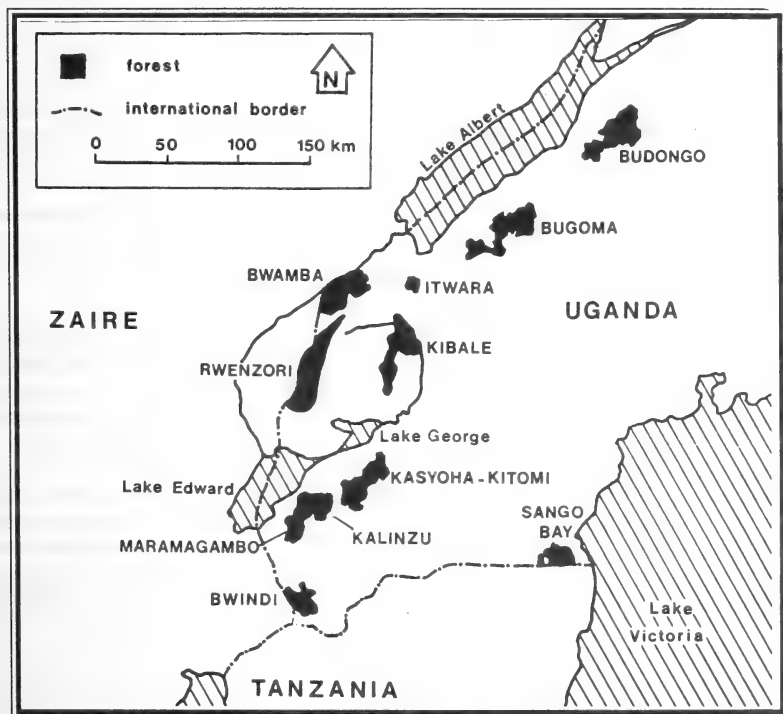 forest
N
international border
0 50 100 150 km
Lake Albert
BUDONGO
BUGOMA
BWAMBA
ITWARA
ZAIRE
UGANDA
KIBALE
RWENZORI
Lake George
Lake Edward
KASYOHA-KITOMI
SANGO
BAY
MARAMAGAMBO
KALINZU
BWINDI
Lake
Victoria
TANZANIA